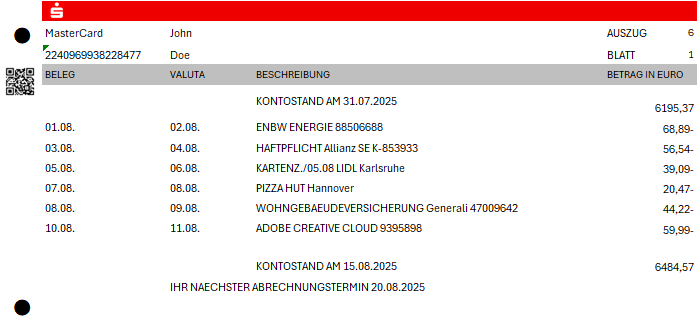 MasterCard John AUSZUG 6
2240969938228477 Doe BLATT 1
BELEG VALUTA BESCHREIBUNG BETRAG IN EURO
KONTOSTAND AM 31.07.2025 6195,37
01.08. 02.08. ENBW ENERGIE 88506688 68,89-
03.08. 04.08. HAFTPFLICHT Allianz SE K-853933 56,54-
05.08. 06.08. KARTENZ./05.08 LIDL Karlsruhe 39,09-
07.08. 08.08. PIZZA HUT Hannover 20,47-
08.08. 09.08. WOHNGEBAEUDEVERSICHERUNG Generali 47009642 44,22-
10.08. 11.08. ADOBE CREATIVE CLOUD 9395898 59,99-
KONTOSTAND AM 15.08.2025 6484,57
IHR NAECHSTER ABRECHNUNGSTERMIN 20.08.2025